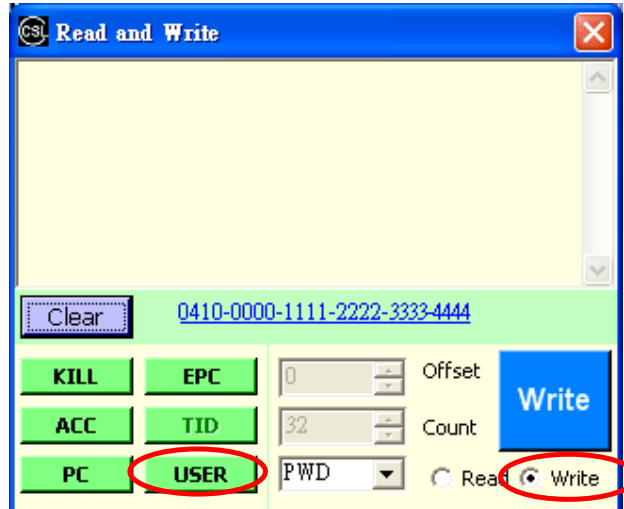 CSL Read and Write
Clear 0410-0000-1111-2222-3333-4444
KILL EPC 0 Offset
ACC TID 32 Count Write
PC USER PWD Read Write